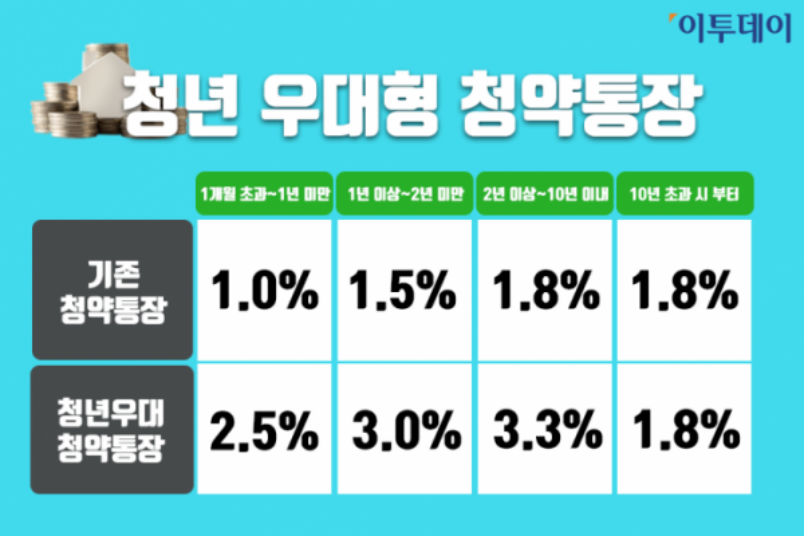 이투데이
청년 우대형 청약통장
1개월 초과~1년 미만
1년 이상~2년 미만
2년 이상~10년 이내
10년 초과 시 부터
기존
청약통장
1.0%
1.5%
1.8%
1.8%
청년우대
청약통장
2.5%
3.0%
3.3%
1.8%